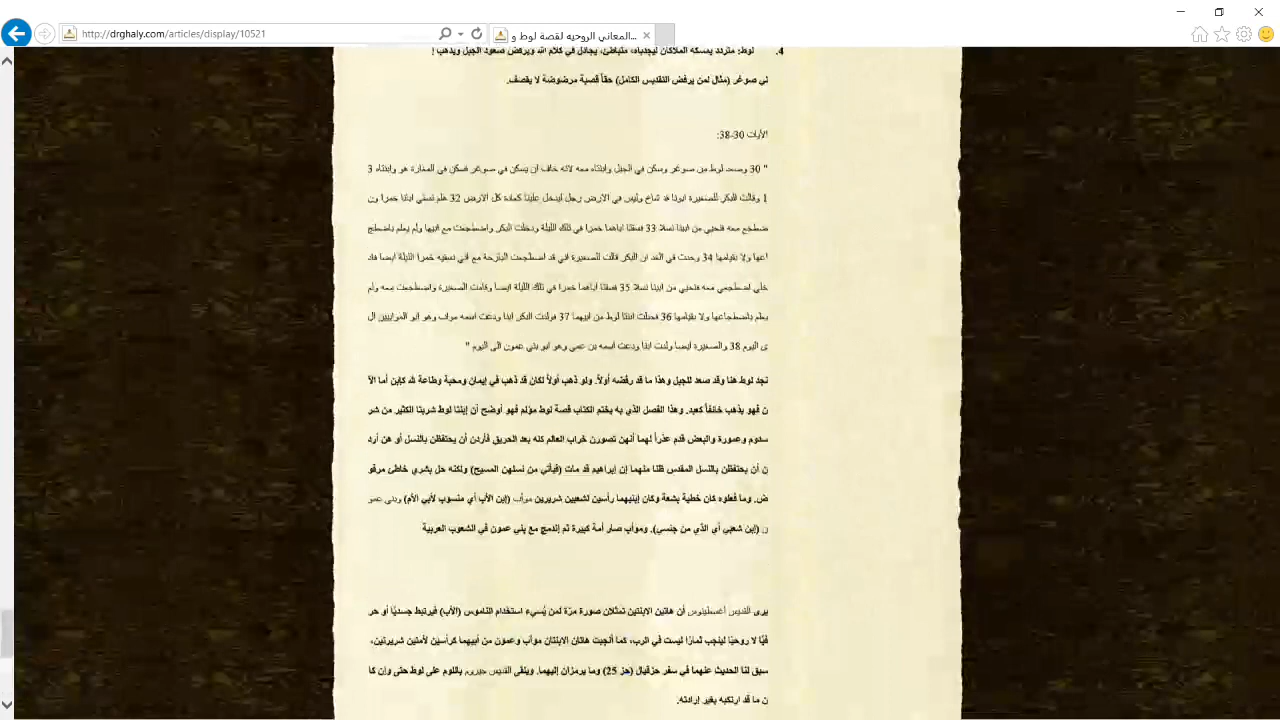 http://drghaly.com/articles/display/10521
المعاني الروحيه لقصة لوط و...
4. لوط: متردد يمسكه الملاكان ليجذباه، متباطئ، يجادل في كلام الله ويرفض صعود الجبل ويذهب إ
لي صوغر (مثال لمن يرفض التقديس الكامل) حقاً قصبة مرضوضة لا يقصف.
الأيات 30-38:
" 30 وصعد لوط من صوغر وسكن في الجبل وابنتاه معه لانه خاف ان يسكن في صوغر فسكن في المغارة هو وابنتاه 3
1 وقالت البكر للصغيرة ابونا قد شاخ وليس في الارض رجل ليدخل علينا كعادة كل الارض 32 هلم نسقي ابانا خمرا ون
ضطجع معه فنحيي من ابينا نسلا 33 فسقتا اباهما خمرا في تلك الليلة ودخلت البكر واضطجعت مع ابيها ولم يعلم باضطج
اعها ولا بقيامها 34 وحدث في الغد ان البكر قالت للصغيرة اني قد اضطجعت البارحة مع ابي نسقيه خمرا الليلة ايضا فاد
خلي اضطجعي معه فنحيي من ابينا نسلا 35 فسقتا اباهما خمرا في تلك الليلة ايضا وقامت الصغيرة واضطجعت معه ولم
يعلم باضطجاعها ولا بقيامها 36 فحبلت ابنتا لوط من ابيهما 37 فولدت البكر ابنا ودعت اسمه مواب وهو ابو الموابيين ال
ى اليوم 38 والصغيرة ايضا ولدت ابنا ودعت اسمه بن عمي وهو ابو بني عمون الى اليوم "
نجد لوط هنا وقد صعد للجبل وهذا ما قد رفضه أولاً. ولو ذهب أولاً لكان قد ذهب في إيمان ومحبة وطاعة لله كإبن أما الآ
ن فهو يذهب خائفاً كعبد. وهذا الفصل الذي به يختم الكتاب قصة لوط مؤلم فهو أوضح أن إبنتا لوط شربتا الكثير من شر
سدوم وعمورة والبعض قدم عذراً لهما أنهن تصورن خراب العالم كله بعد الحريق فأردن أن يحتفظن بالنسل أو هن أرد
ن أن يحتفظن بالنسل المقدس ظنا منهما إن إبراهيم قد مات (فيأتي من نسلهن المسيح) ولكنه حل بشري خاطئ مرفو
ض. وما فعلوه كان خطية بشعة وكان إبنيهما رأسين لشعبين شريرين موآب (إبن الأب أي منسوب لأبي الأم) وبنى عمو
ن (إبن شعبي أي الذي من جنسي). وموآب صار أمة كبيرة ثم إندمج مع بني عمون في الشعوب العربية
يرى القديس أغسطينوس أن هاتين الابنتين تمثلان صورة مرّة لمن يُسيء استخدام الناموس (الأب) فيرتبط جسديًا أو حر
فيًا لا روحيًا لينجب ثمارًا ليست في الرب، كما أنجبت هاتان الابنتان موآب وعمون من أبيهما كرأسين لأمتين شريرتين،
سبق لنا الحديث عنهما في سفر حزقيال (حز 25) وما يرمزان إليهما. ويلقى القديس جيروم باللوم على لوط حتى وإن كا
ن ما قد ارتكبه بغير إرادته.